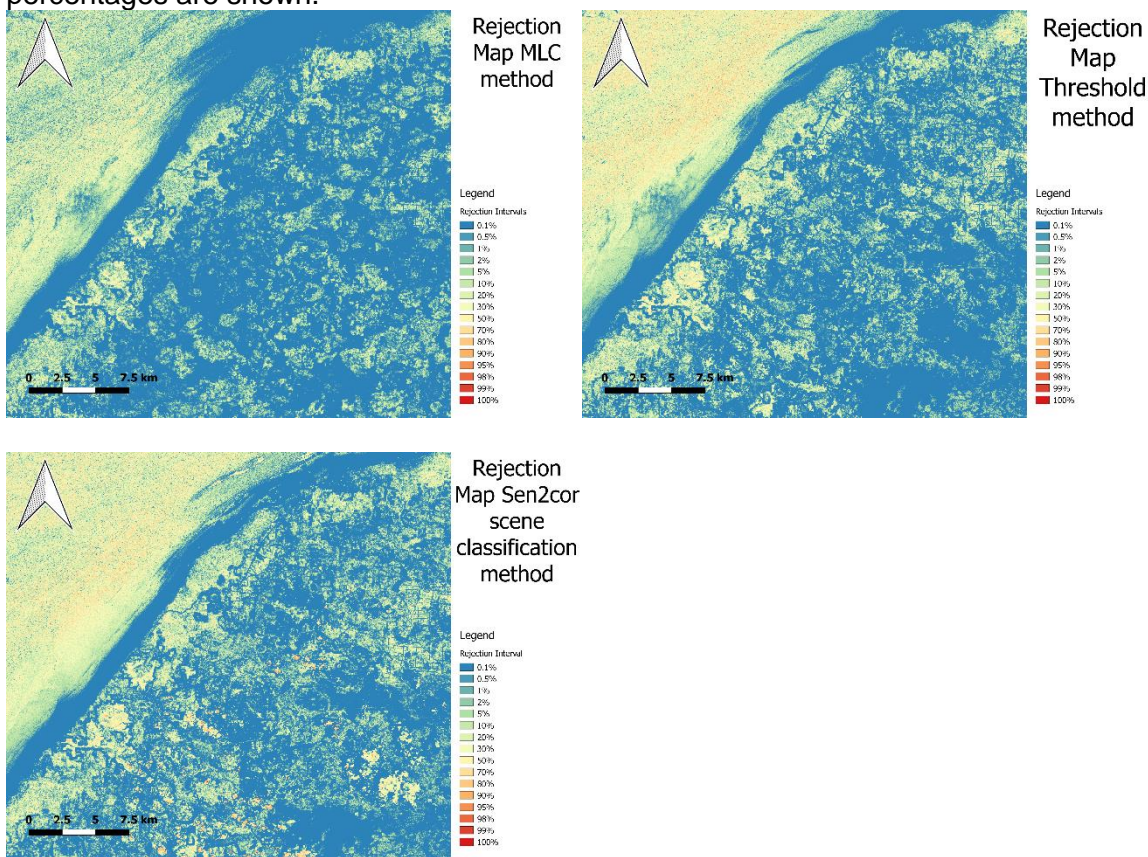 percentages are shown.
Rejection
Map MLC
method
Legend
Rejection Intervals
0.1%
0.5%
1%
2%
5%
10%
20%
30%
50%
70%
80%
90%
95%
98%
99%
100%
0 2.5 5 7.5 km
Rejection
Map
Threshold
method
Legend
Rejection Intervals
0.1%
0.5%
1%
2%
5%
10%
20%
30%
50%
70%
80%
90%
95%
98%
99%
100%
0 2.5 5 7.5 km
Rejection
Map Sen2cor
scene
classification
method
Legend
Rejection Interval
0.1%
0.5%
1%
2%
5%
10%
20%
30%
50%
70%
80%
90%
95%
98%
99%
100%
0 2.5 5 7.5 km